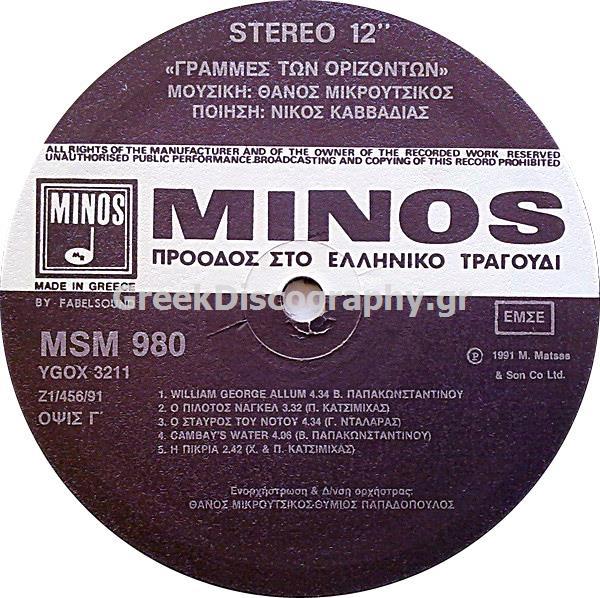 STEREO 12"
«ΓΡΑΜΜΕΣ ΤΩΝ ΟΡΙΖΟΝΤΩΝ»
ΜΟΥΣΙΚΗ: ΘΑΝΟΣ ΜΙΚΡΟΥΤΣΙΚΟΣ
ΠΟΙΗΣΗ: ΝΙΚΟΣ ΚΑΒΒΑΔΙΑΣ
ALL RIGHTS OF THE MANUFACTURER AND OF THE OWNER OF THE RECORDED WORK RESERVED
UNAUTHORISED PUBLIC PERFORMANCE.BROADCASTING AND COPYING OF THIS RECORD PROHIBITED
MINOS
MINOS
ΠΡΟΟΔΟΣ ΣΤΟ ΕΛΛΗΝΙΚΟ ΤΡΑΓΟΥΔΙ
MADE IN GREECE
BY FABELSOUND
GreekDiscography.gr
ΕΜΣΕ
MSM 980
YGOX 3211
Z1/456/91
ΟΨΙΣ Γ΄
Ⓟ 1991 M. Matsas
& Son Co Ltd.
1. WILLIAM GEORGE ALLUM 4.34 Β. ΠΑΠΑΚΩΝΣΤΑΝΤΙΝΟΥ
2. Ο ΠΙΛΟΤΟΣ ΝΑΓΚΕΛ 3.32 (Π. ΚΑΤΣΙΜΙΧΑΣ)
3. Ο ΣΤΑΥΡΟΣ ΤΟΥ ΝΟΤΟΥ 4.34 (Γ. ΝΤΑΛΑΡΑΣ)
4. CAMBAY'S WATER 4.06 (Β. ΠΑΠΑΚΩΝΣΤΑΝΤΙΝΟΥ)
5. Η ΠΙΚΡΙΑ 2.42 (Χ. & Π. ΚΑΤΣΙΜΙΧΑΣ)
Ενορχήστρωση & Δ/νση ορχήστρας:
ΘΑΝΟΣ ΜΙΚΡΟΥΤΣΙΚΟΣ-ΘΥΜΙΟΣ ΠΑΠΑΔΟΠΟΥΛΟΣ